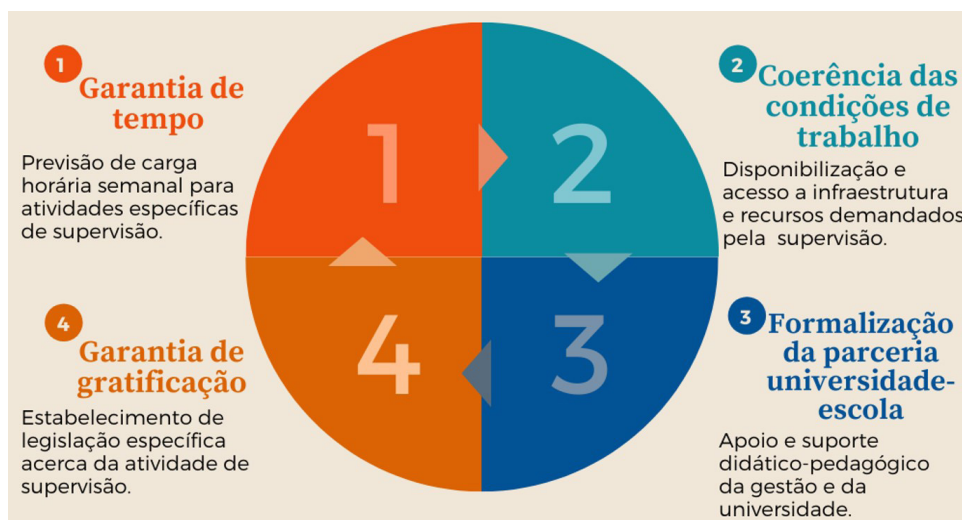 1
Garantia de
tempo
Previsão de carga
horária semanal para
atividades específicas
de supervisão.
2
Coerência das
condições de
trabalho
Disponibilização e
acesso a infraestrutura
e recursos demandados
pela supervisão.
1
2
3
4
3
Formalização
da parceria
universidade-
escola
Apoio e suporte
didático-pedagógico
da gestão e da
universidade.
4
Garantia de
gratificação
Estabelecimento de
legislação específica
acerca da atividade de
supervisão.